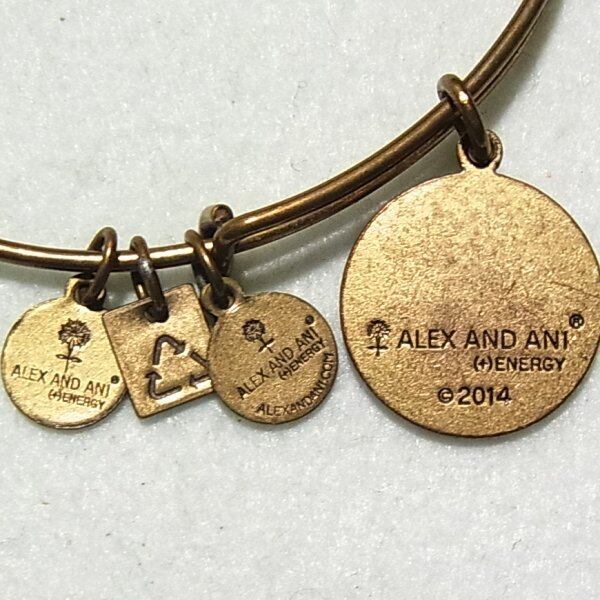 ALEX AND ANI®
(+) ENERGY
ALEX AND ANI
(+) ENERGY
ALEXANDANI.COM
ALEX AND ANI®
(+) ENERGY
©2014